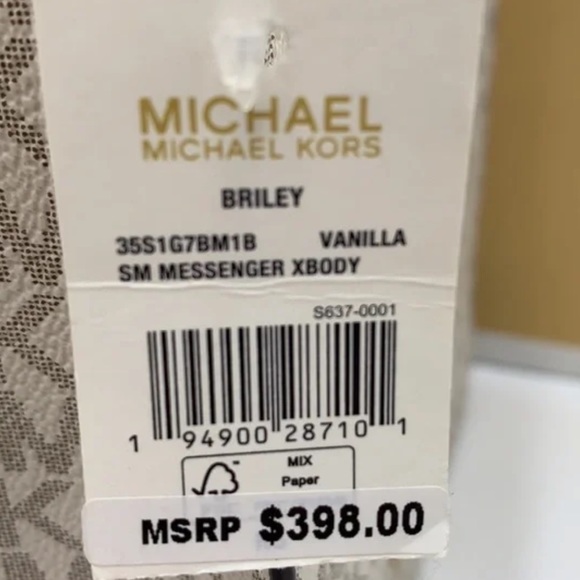 MICHAEL
MICHAEL KORS
BRILEY
35S1G7BM1B VANILLA
SM MESSENGER XBODY
S637-0001
1 94900 28710 1
MIX
Paper
MSRP $398.00